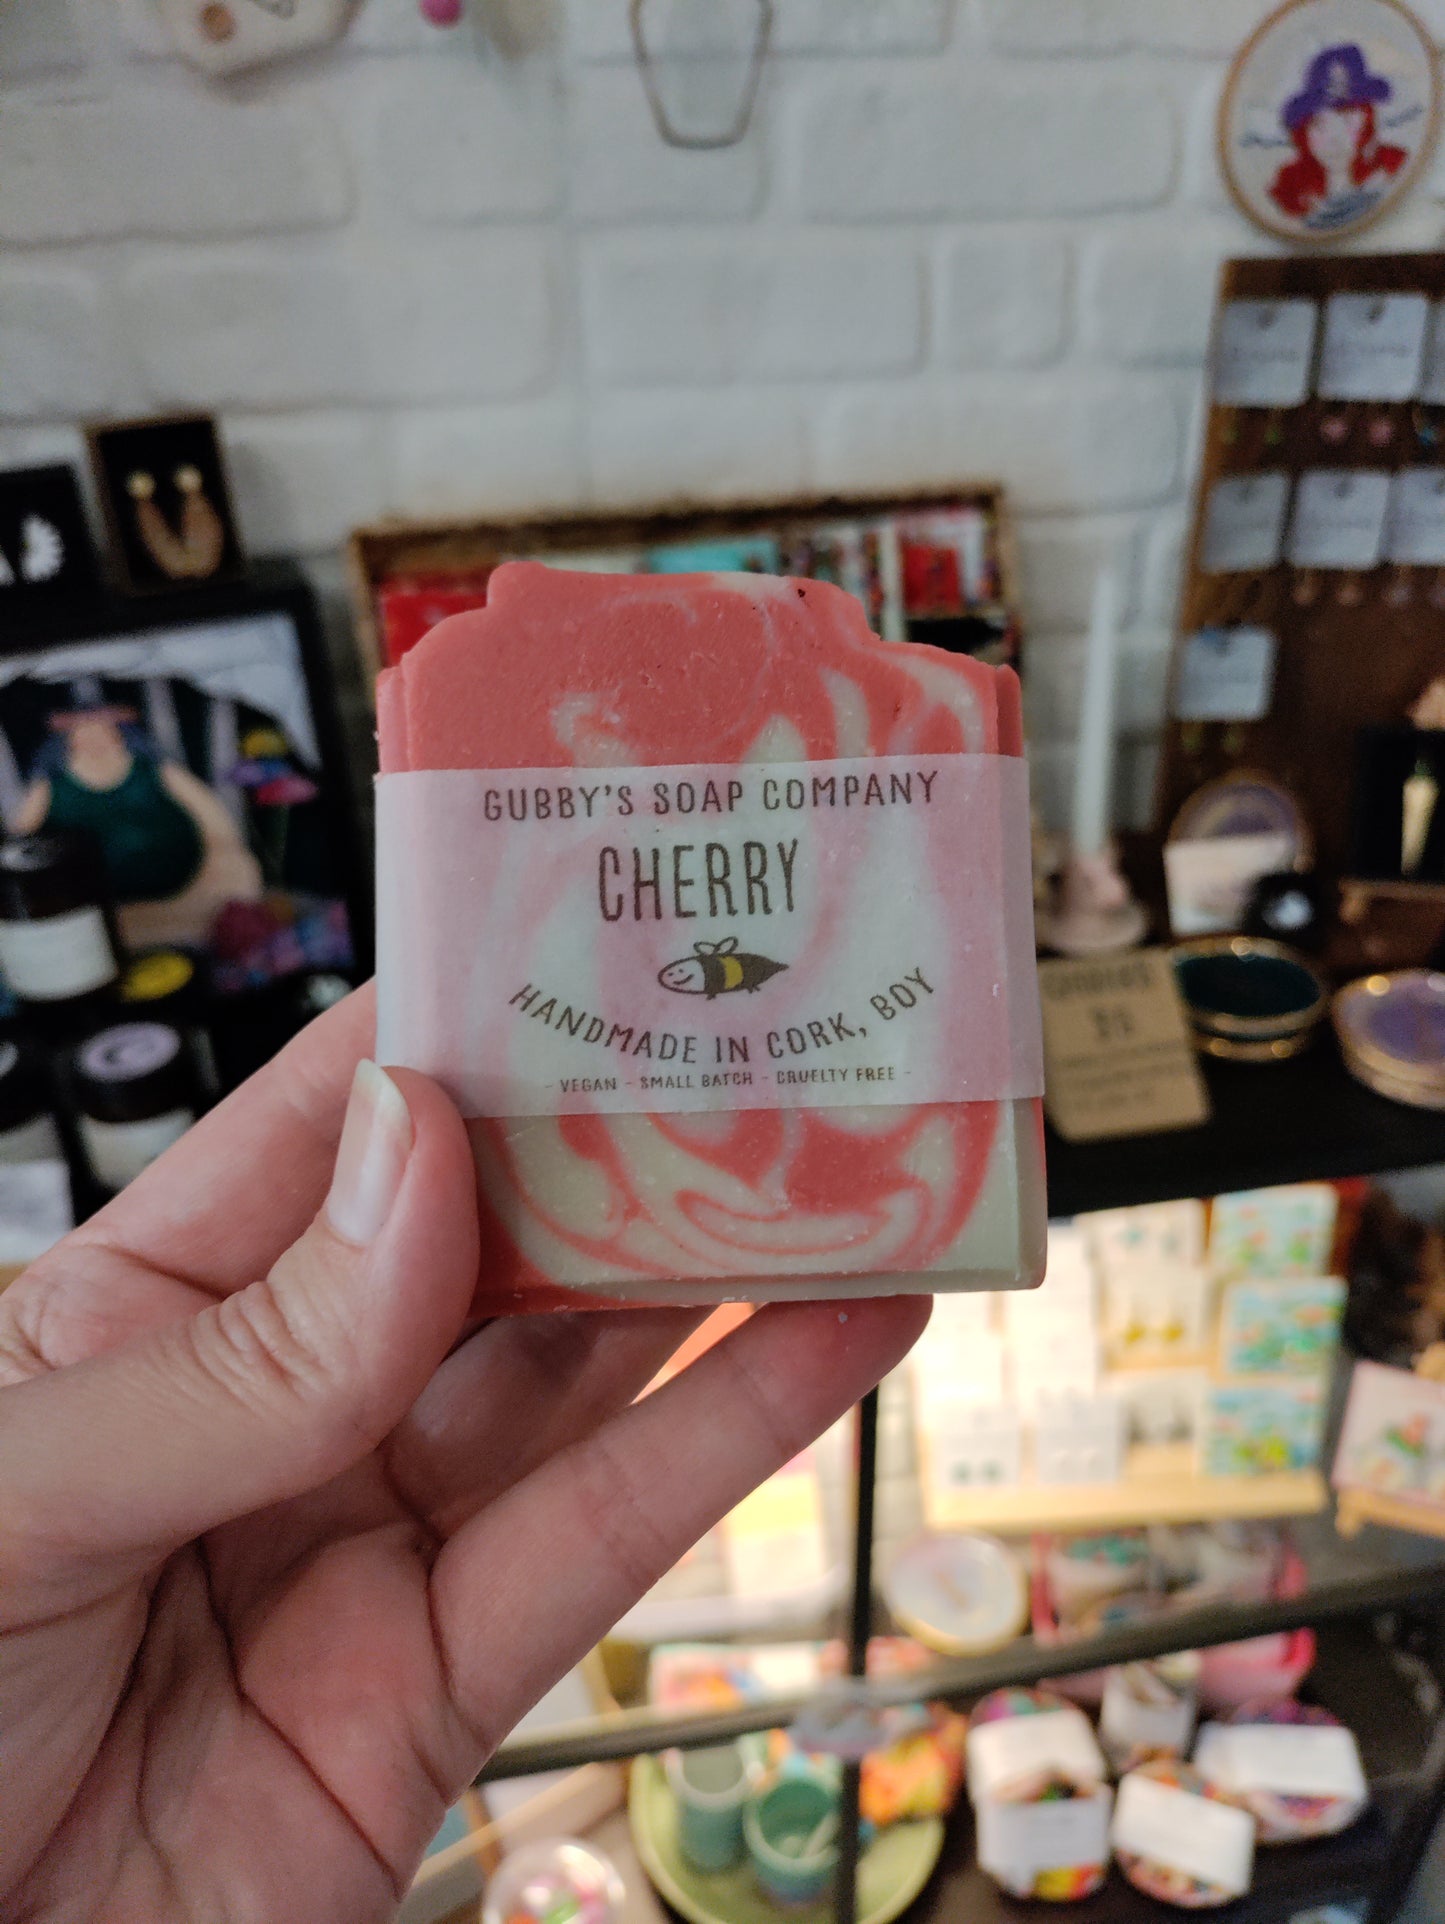 GUBBY'S SOAP COMPANY
CHERRY
HANDMADE IN CORK, BOY
- VEGAN - SMALL BATCH - CRUELTY FREE -